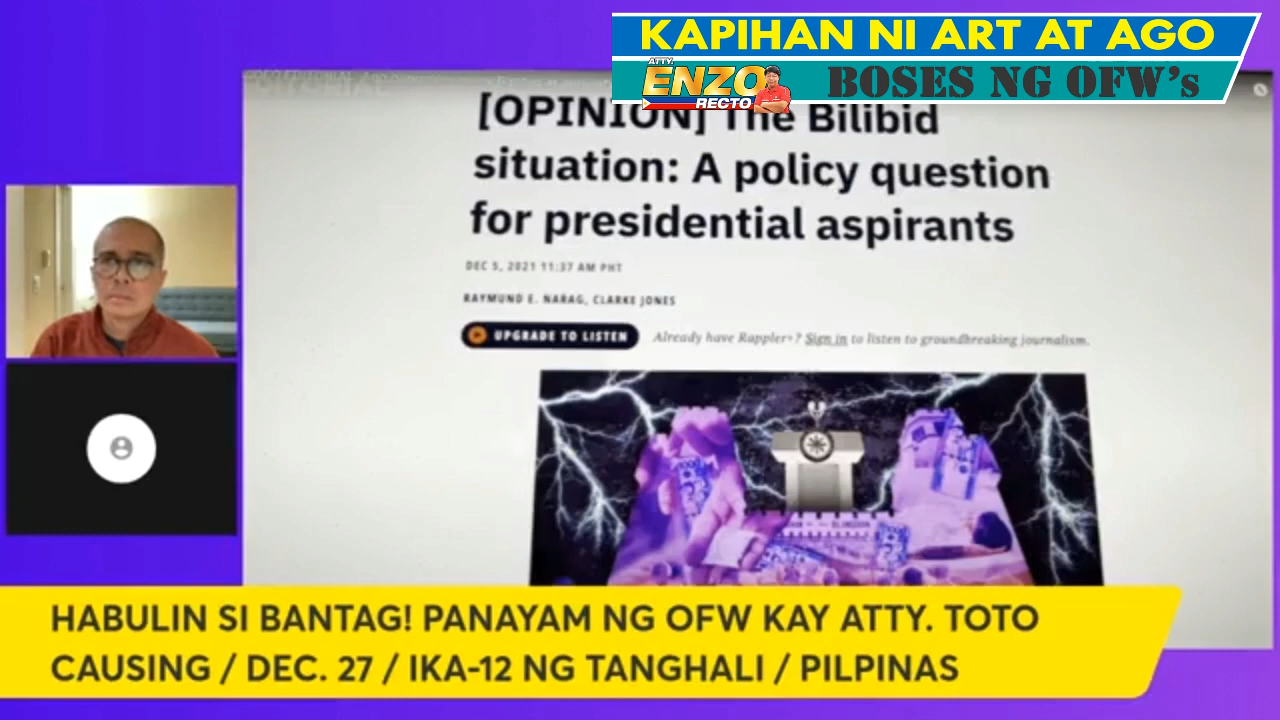 KAPIHAN NI ART AT AGO
ATTY.
ENZO
RECTO
BOSES NG OFW's
[OPINION] The Bilibid
situation: A policy question
for presidential aspirants
DEC 5, 2021 11:37 AM PHT
RAYMUND E. NARAG, CLARKE JONES
UPGRADE TO LISTEN
Already have Rappler+? Sign in to listen to groundbreaking journalism.
HABULIN SI BANTAG! PANAYAM NG OFW KAY ATTY. TOTO
CAUSING / DEC. 27 / IKA-12 NG TANGHALI / PILPINAS